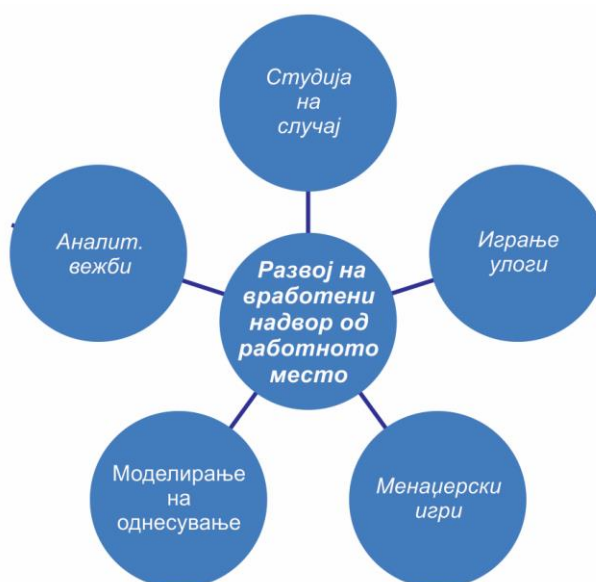 Студија
на
случај
Аналит.
вежби
Играње
улоги
Развој на
вработени
надвор од
работното
место
Моделирање
на
однесување
Менаџерски
игри